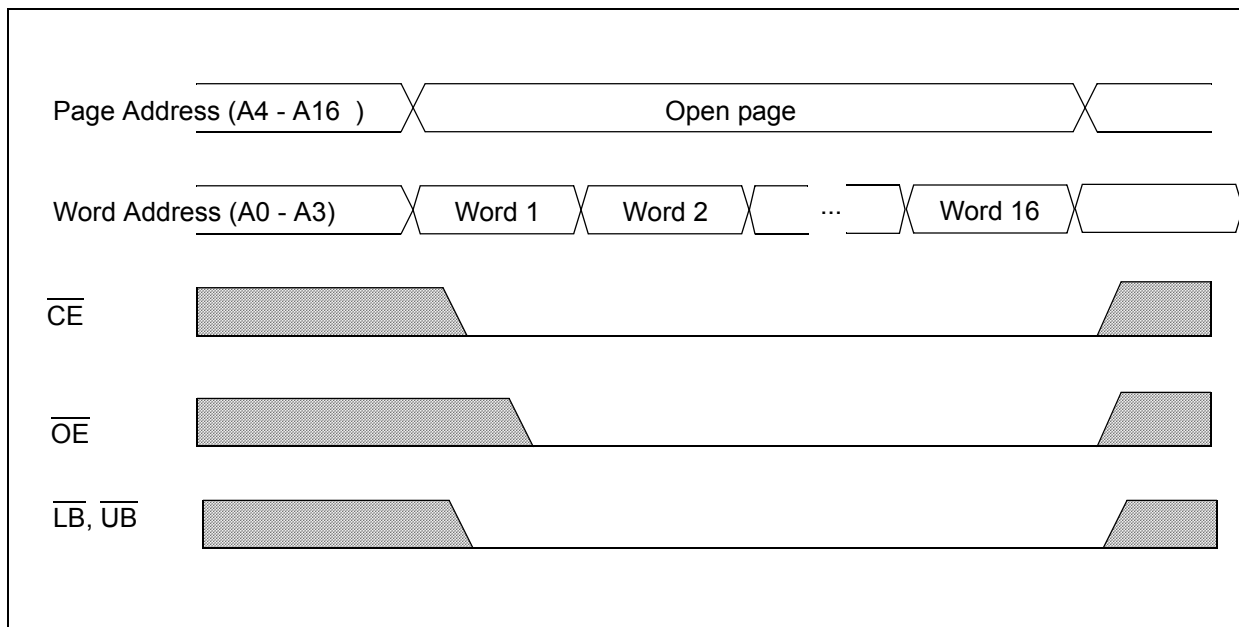 Page Address (A4 - A16 )
Open page
Word Address (A0 - A3)
Word 1
Word 2
...
Word 16
CE
OE
LB, UB